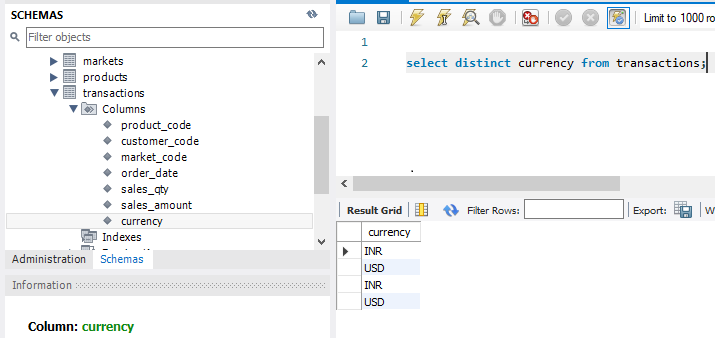 SCHEMAS
Filter objects
markets
products
transactions
Columns
product_code
customer_code
market_code
order_date
sales_qty
sales_amount
currency
Indexes
Administration Schemas
Information
Column: currency
Limit to 1000 ro
1
2 select distinct currency from transactions;
.
Result Grid Filter Rows: Export: W
currency
INR
USD
INR
USD